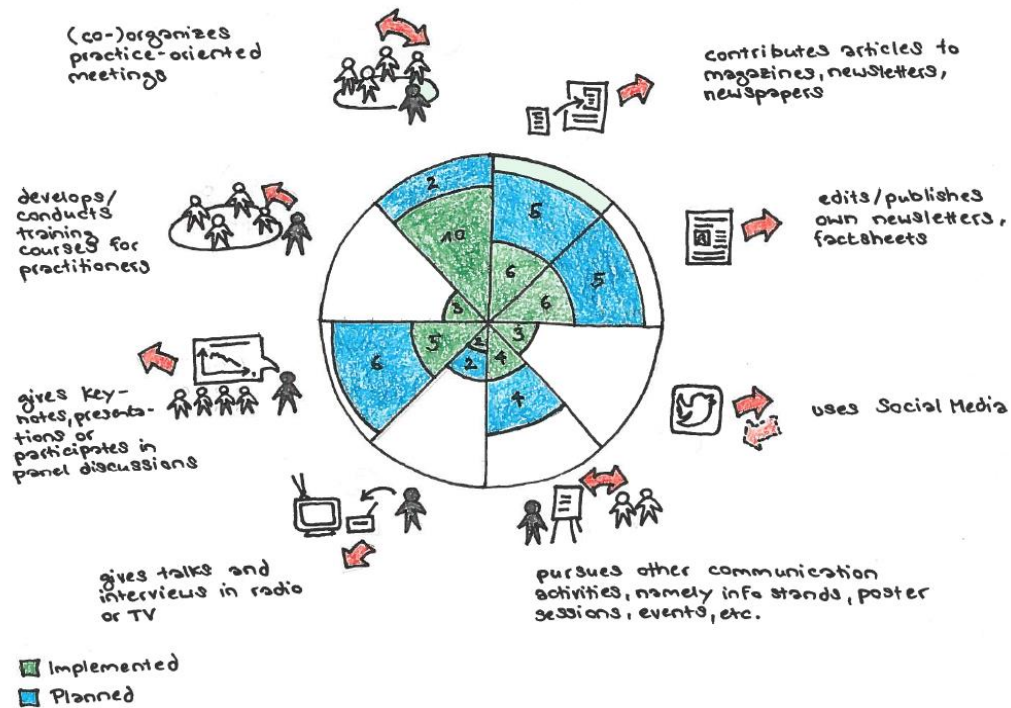 (co-)organizes
practice-oriented
meetings
contributes articles to
magazines, newsletters,
newspapers
develops/
conducts
training
courses for
practitioners
edits/publishes
own newsletters,
factsheets
2
10
5
6
5
6
3
3
6
5
2
2
4
4
gives key-
notes, presenta-
tions or
participates in
panel discussions
uses Social Media
gives talks and
interviews in radio
or TV
pursues other communication
activities, namely info stands, poster
sessions, events, etc.
Implemented
Planned